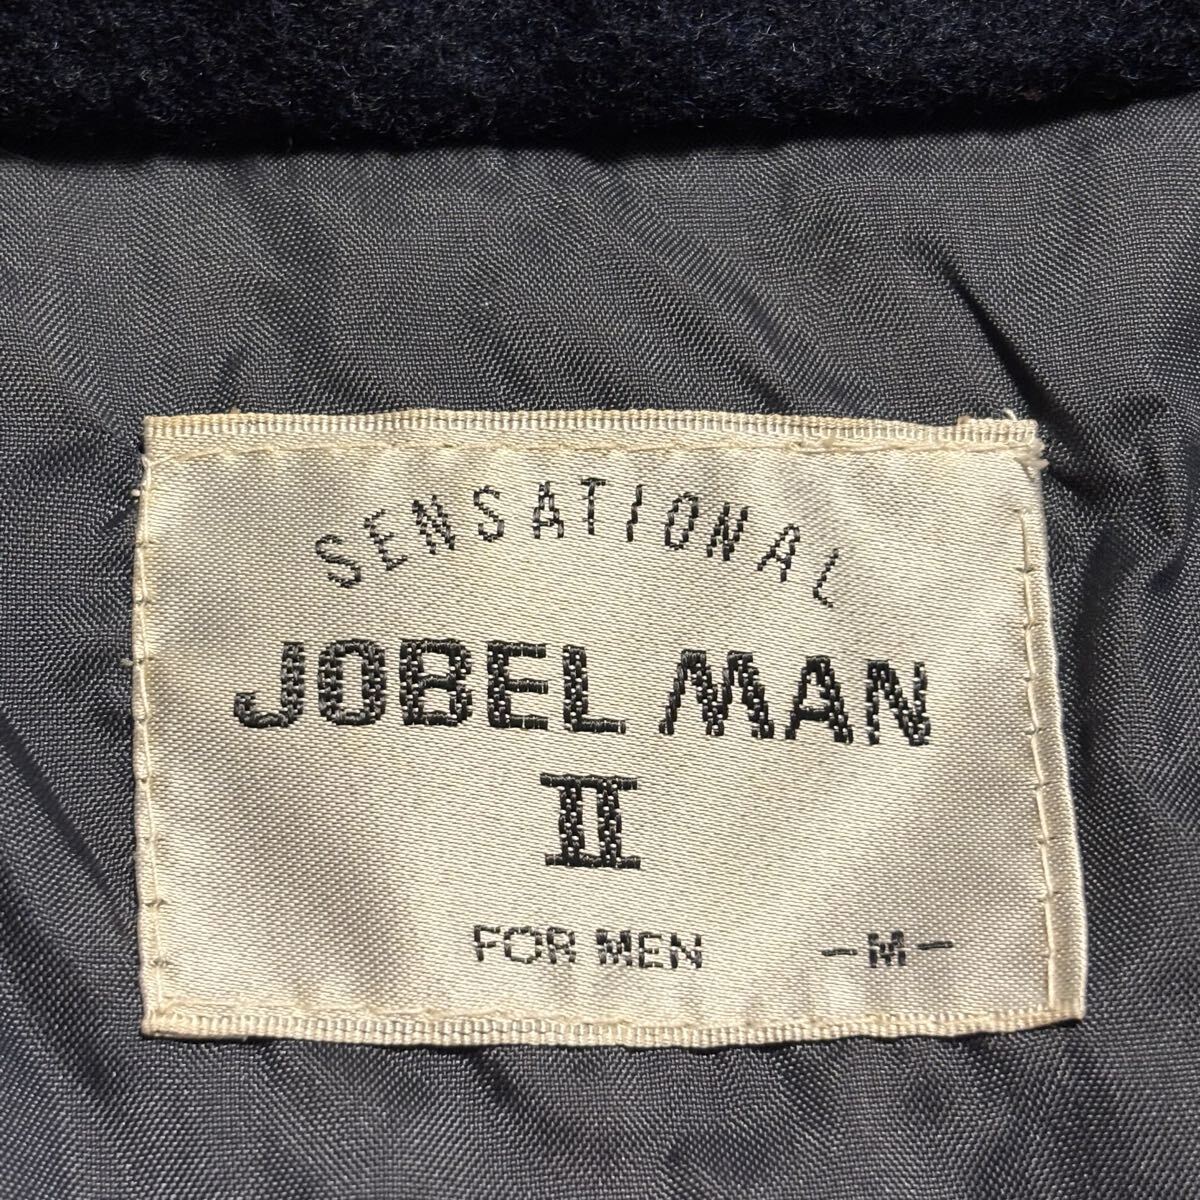 SENSATIONAL
JOBEL MAN
II
FOR MEN -M-